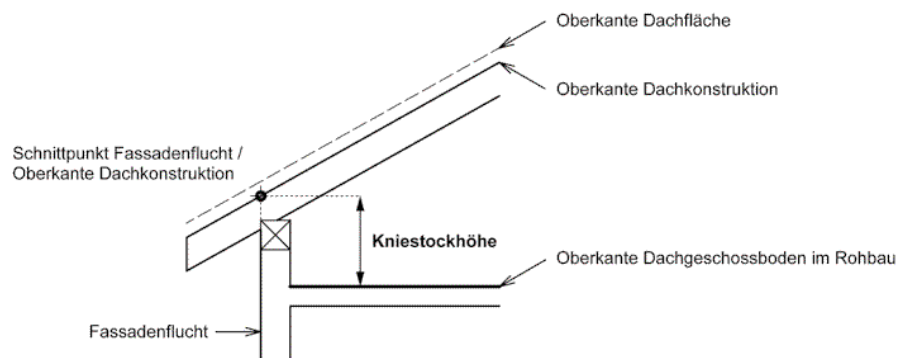 Oberkante Dachfläche
Oberkante Dachkonstruktion
Schnittpunkt Fassadenflucht /
Oberkante Dachkonstruktion
Kniestockhöhe
Oberkante Dachgeschossboden im Rohbau
Fassadenflucht